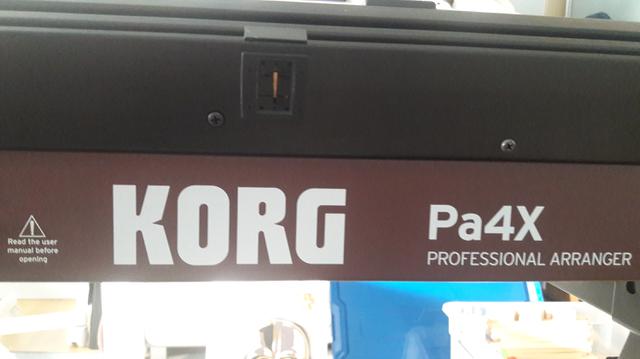 KORG
Pa4X
PROFESSIONAL ARRANGER
Read the user
manual before
opening